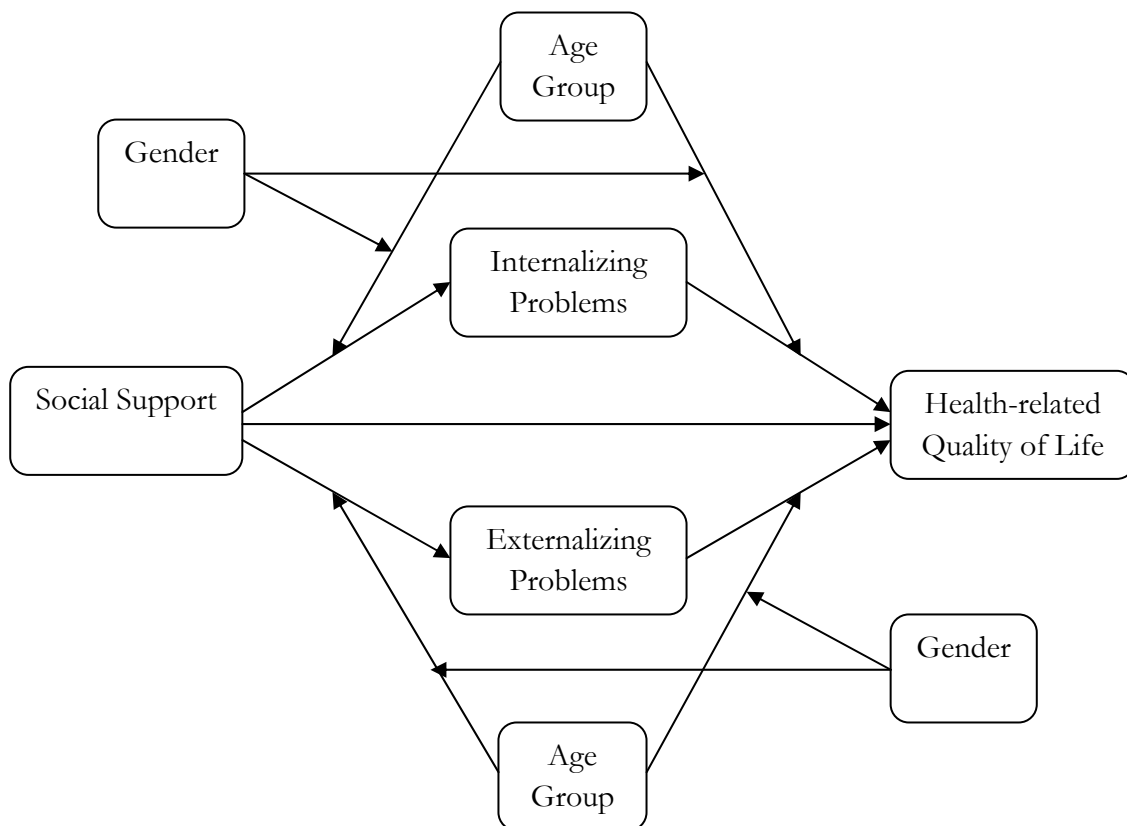 Age
Group
Gender
Internalizing
Problems
Social Support
Health-related
Quality of Life
Externalizing
Problems
Gender
Age
Group